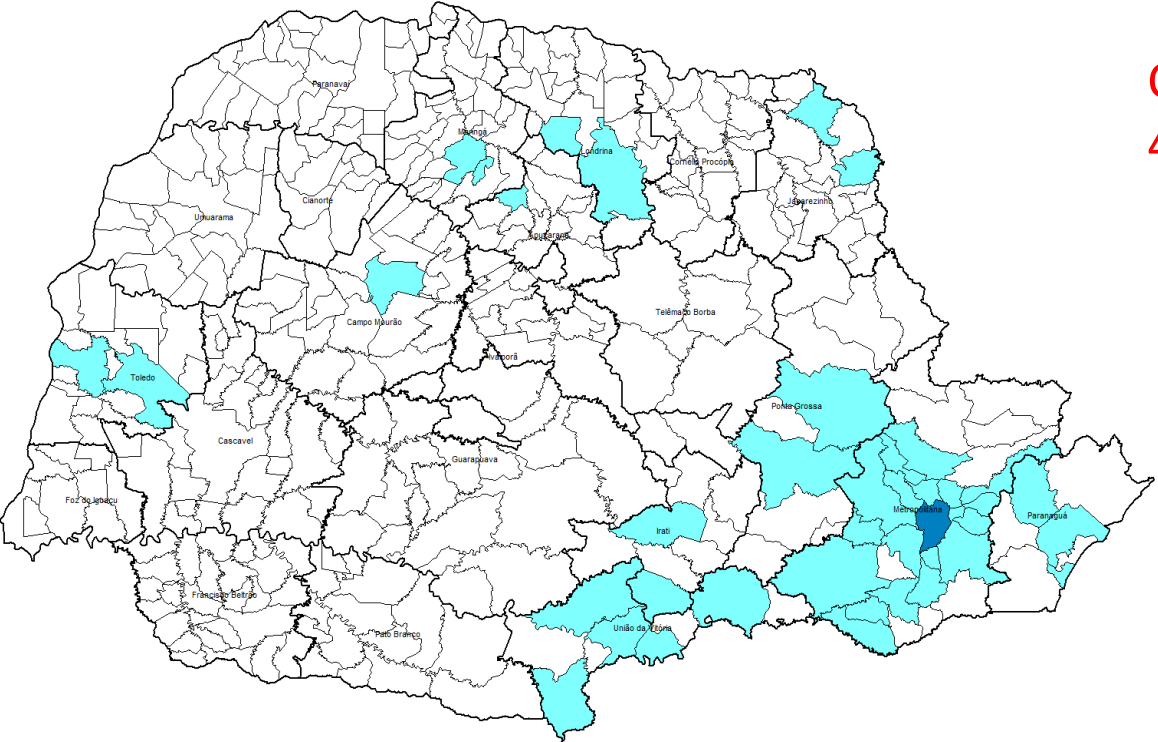 Paranavaí
Maringá
Londrina
Cornélio Procópio
Cianorte
Jacarezinho
Umuarama
Apucarana
Telêmaco Borba
Campo Mourão
Ivaiporã
Toledo
Ponta Grossa
Cascavel
Guarapuava
Foz do Iguaçu
Metropolitana
Paranaguá
Irati
Francisco Beltrão
União da Vitória
Pato Branco